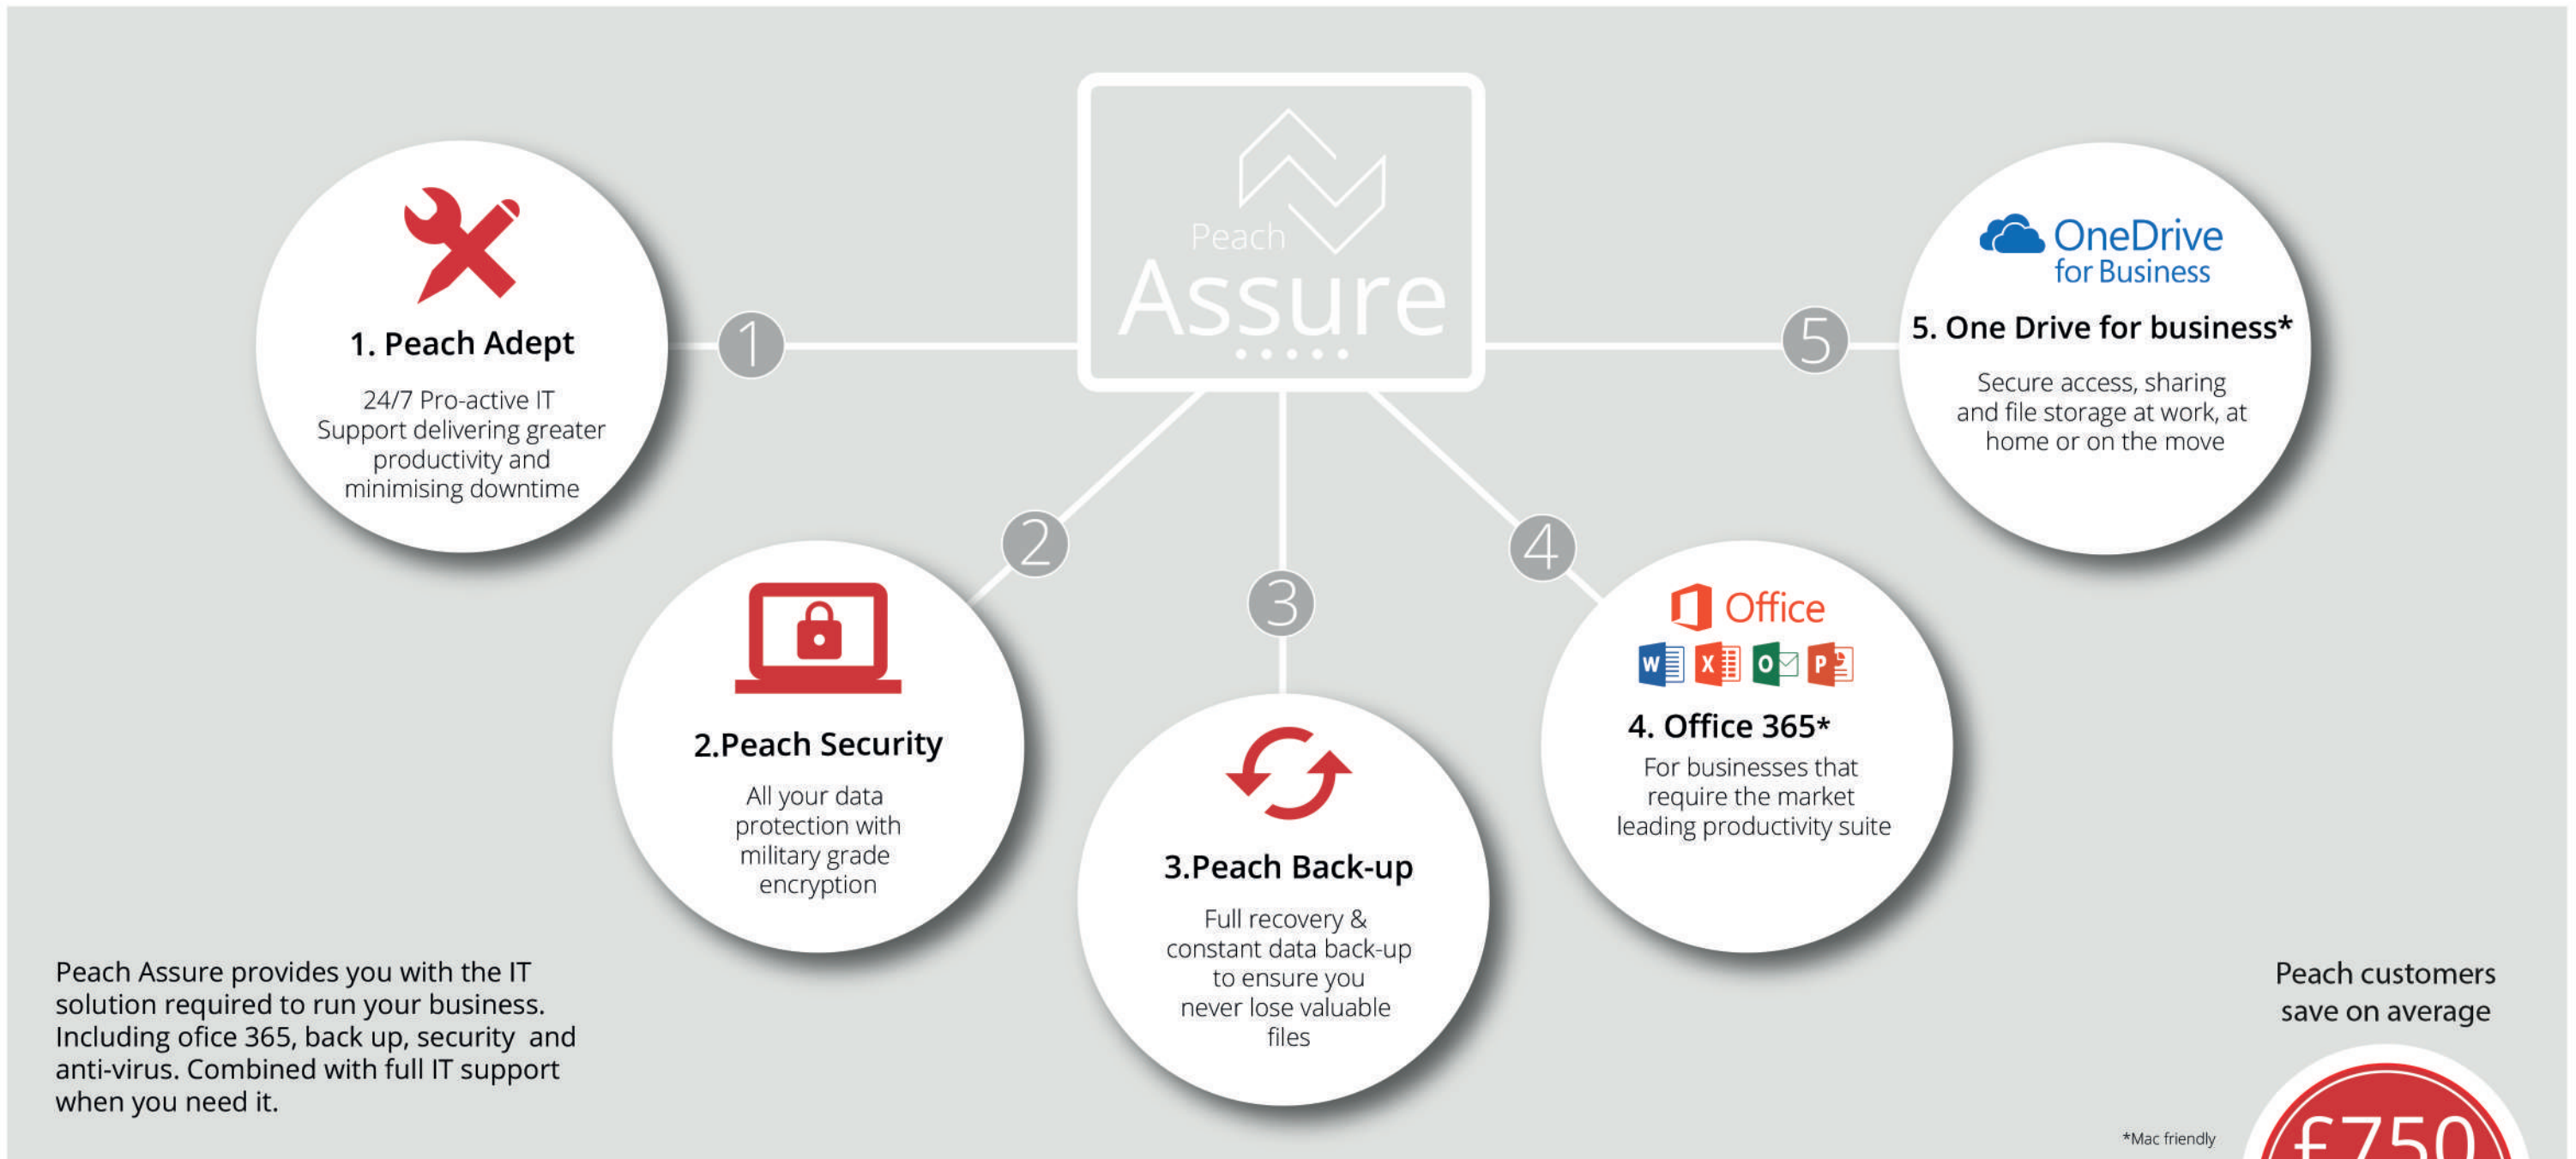 Peach
Assure
1
2
3
4
5
1. Peach Adept
24/7 Pro-active IT
Support delivering greater
productivity and
minimising downtime
2.Peach Security
All your data
protection with
military grade
encryption
3.Peach Back-up
Full recovery &
constant data back-up
to ensure you
never lose valuable
files
Office
W X O P
4. Office 365*
For businesses that
require the market
leading productivity suite
OneDrive
for Business
5. One Drive for business*
Secure access, sharing
and file storage at work, at
home or on the move
Peach Assure provides you with the IT
solution required to run your business.
Including ofice 365, back up, security and
anti-virus. Combined with full IT support
when you need it.
Peach customers
save on average
£750
*Mac friendly